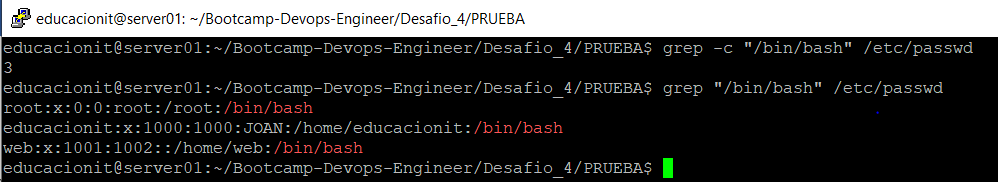 educacionit@server01: ~/Bootcamp-Devops-Engineer/Desafio_4/PRUEBA
educacionit@server01:~/Bootcamp-Devops-Engineer/Desafio_4/PRUEBA$ grep -c "/bin/bash" /etc/passwd
3
educacionit@server01:~/Bootcamp-Devops-Engineer/Desafio_4/PRUEBA$ grep "/bin/bash" /etc/passwd
root:x:0:0:root:/root:/bin/bash
educacionit:x:1000:1000:JOAN:/home/educacionit:/bin/bash
web:x:1001:1002::/home/web:/bin/bash
educacionit@server01:~/Bootcamp-Devops-Engineer/Desafio_4/PRUEBA$